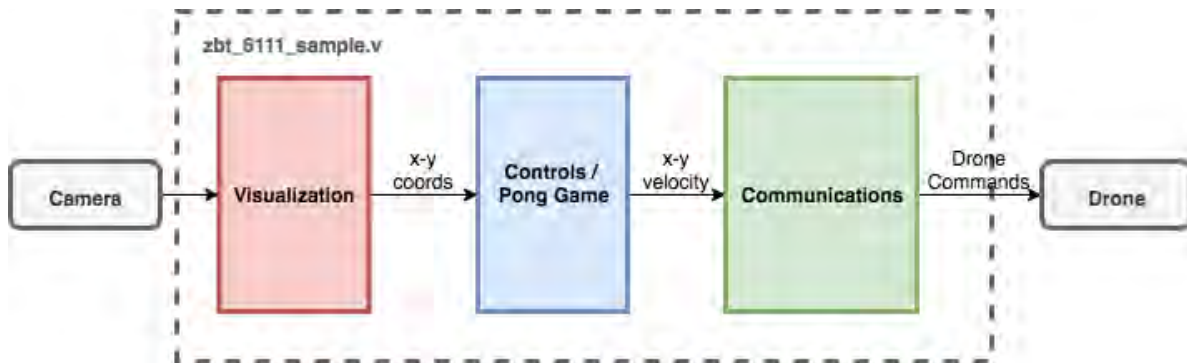 zbt_6111_sample.v
Camera
Visualization
x-y
coords
Controls /
Pong Game
x-y
velocity
Communications
Drone
Commands
Drone